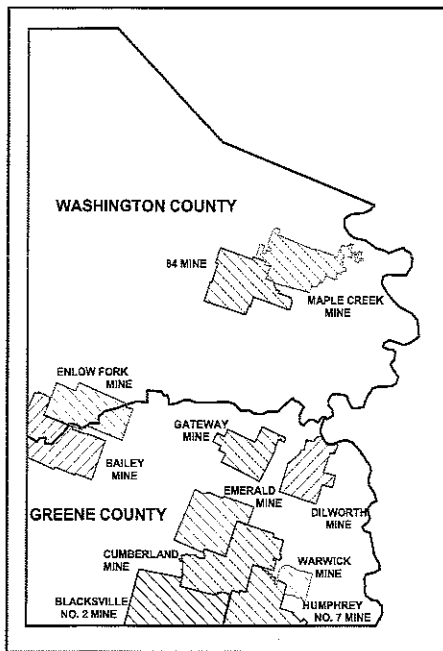 WASHINGTON COUNTY
84 MINE
MAPLE CREEK
MINE
ENLOW FORK
MINE
BAILEY MINE
GATEWAY
MINE
EMERALD
MINE
DILWORTH
MINE
GREENE COUNTY
CUMBERLAND
MINE
WARWICK
MINE
BLACKSVILLE
NO. 2 MINE
HUMPHREY
NO. 7 MINE